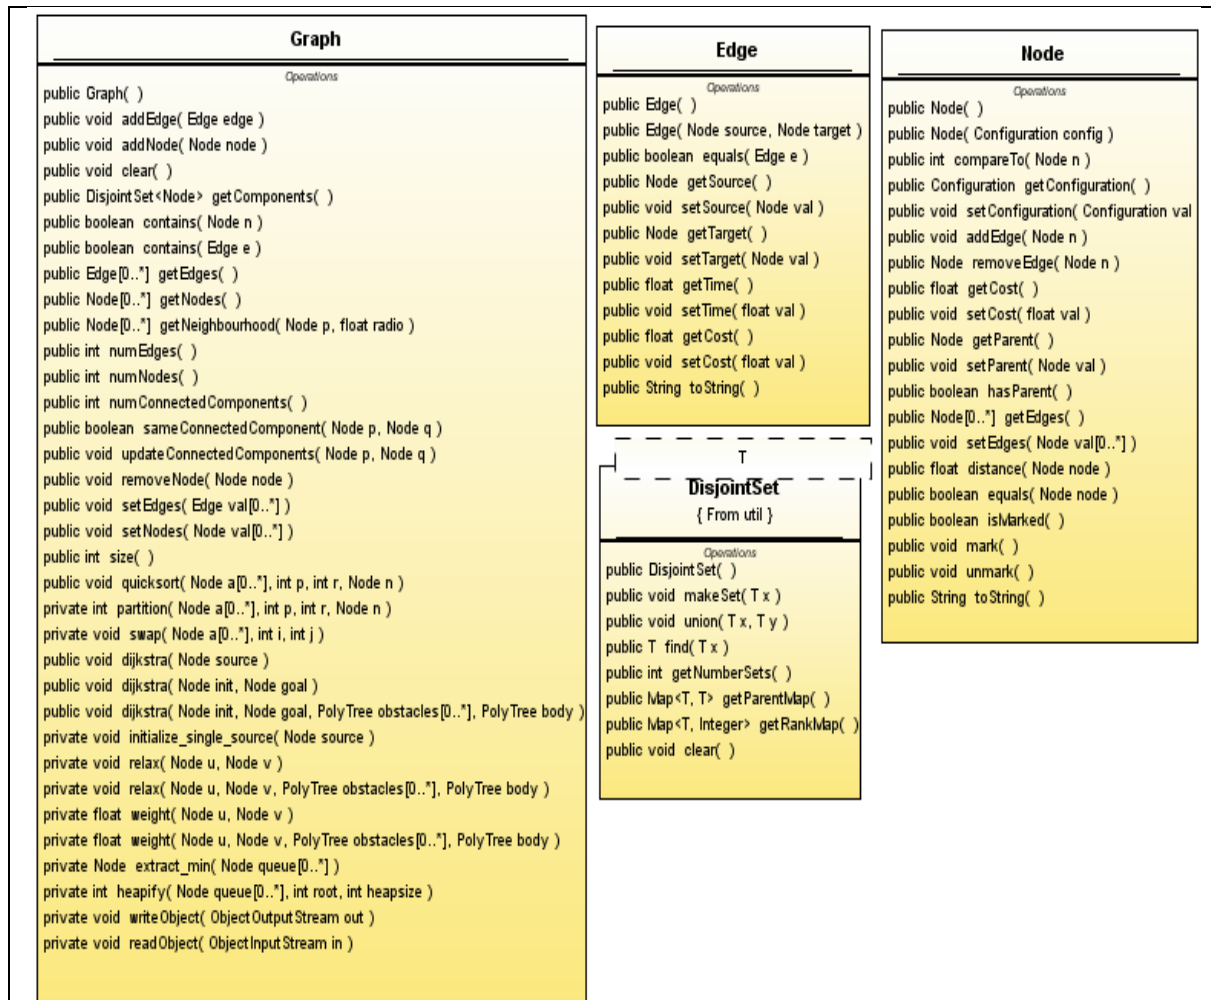 Graph
Operations
public Graph( )
public void addEdge( Edge edge )
public void addNode( Node node )
public void clear( )
public DisjointSet<Node> getComponents( )
public boolean contains( Node n )
public boolean contains( Edge e )
public Edge[0..*] getEdges( )
public Node[0..*] getNodes( )
public Node[0..*] getNeighbourhood( Node p, float radio )
public int numEdges( )
public int numNodes( )
public int numConnectedComponents( )
public boolean sameConnectedComponent( Node p, Node q )
public void updateConnectedComponents( Node p, Node q )
public void removeNode( Node node )
public void setEdges( Edge val[0..*] )
public void setNodes( Node val[0..*] )
public int size( )
public void quicksort( Node a[0..*], int p, int r, Node n )
private int partition( Node a[0..*], int p, int r, Node n )
private void swap( Node a[0..*], int i, int j )
public void dijkstra( Node source )
public void dijkstra( Node init, Node goal )
public void dijkstra( Node init, Node goal, PolyTree obstacles[0..*], PolyTree body )
private void initialize_single_source( Node source )
private void relax( Node u, Node v )
private void relax( Node u, Node v, PolyTree obstacles[0..*], PolyTree body )
private float weight( Node u, Node v )
private float weight( Node u, Node v, PolyTree obstacles[0..*], PolyTree body )
private Node extract_min( Node queue[0..*] )
private int heapify( Node queue[0..*], int root, int heapsize )
private void writeObject( ObjectOutputStream out )
private void readObject( ObjectInputStream in )
Edge
Operations
public Edge( )
public Edge( Node source, Node target )
public boolean equals( Edge e )
public Node getSource( )
public void setSource( Node val )
public Node getTarget( )
public void setTarget( Node val )
public float getTime( )
public void setTime( float val )
public float getCost( )
public void setCost( float val )
public String toString( )
T
DisjointSet
{ From util }
Operations
public DisjointSet( )
public void makeSet( T x )
public void union( T x, T y )
public T find( T x )
public int getNumberSets( )
public Map<T, T> getParentMap( )
public Map<T, Integer> getRankMap( )
public void clear( )
Node
Operations
public Node( )
public Node( Configuration config )
public int compareTo( Node n )
public Configuration getConfiguration( )
public void setConfiguration( Configuration val
public void addEdge( Node n )
public Node removeEdge( Node n )
public float getCost( )
public void setCost( float val )
public Node getParent( )
public void setParent( Node val )
public boolean hasParent( )
public Node[0..*] getEdges( )
public void setEdges( Node val[0..*] )
public float distance( Node node )
public boolean equals( Node node )
public boolean isMarked( )
public void mark( )
public void unmark( )
public String toString( )